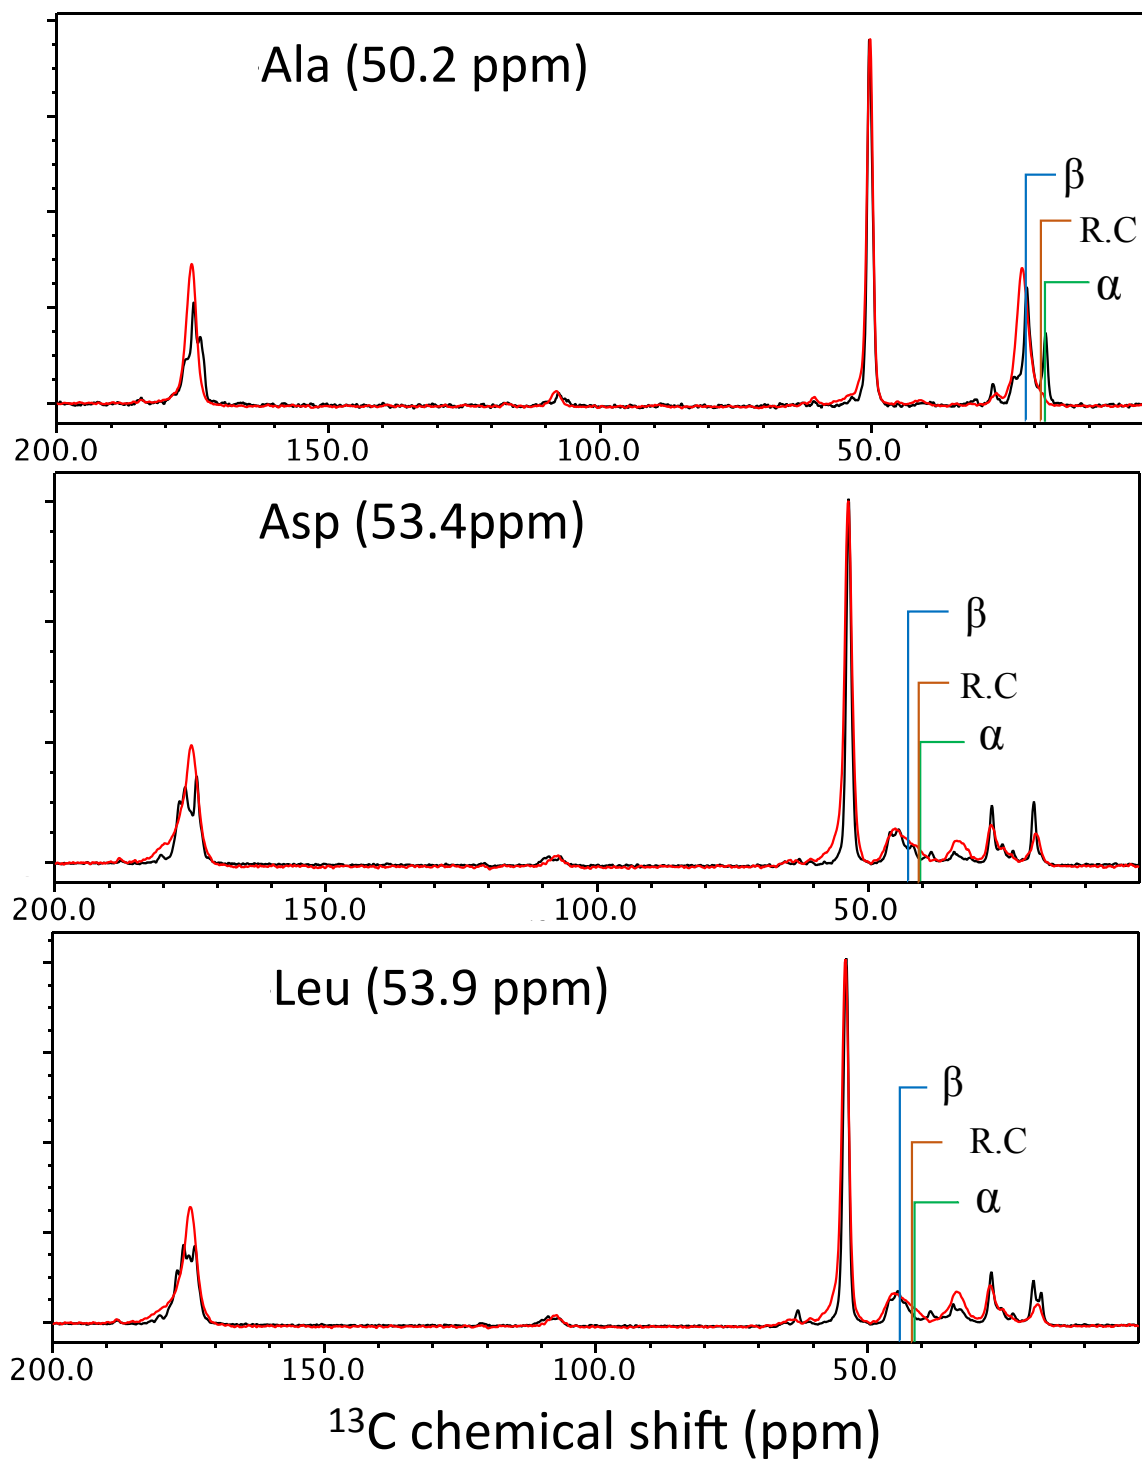 Ala (50.2 ppm)
β
R.C
α
200.0 150.0 100.0 50.0
Asp (53.4ppm)
β
R.C
α
200.0 150.0 100.0 50.0
Leu (53.9 ppm)
β
R.C
α
200.0 150.0 100.0 50.0
¹³C chemical shift (ppm)